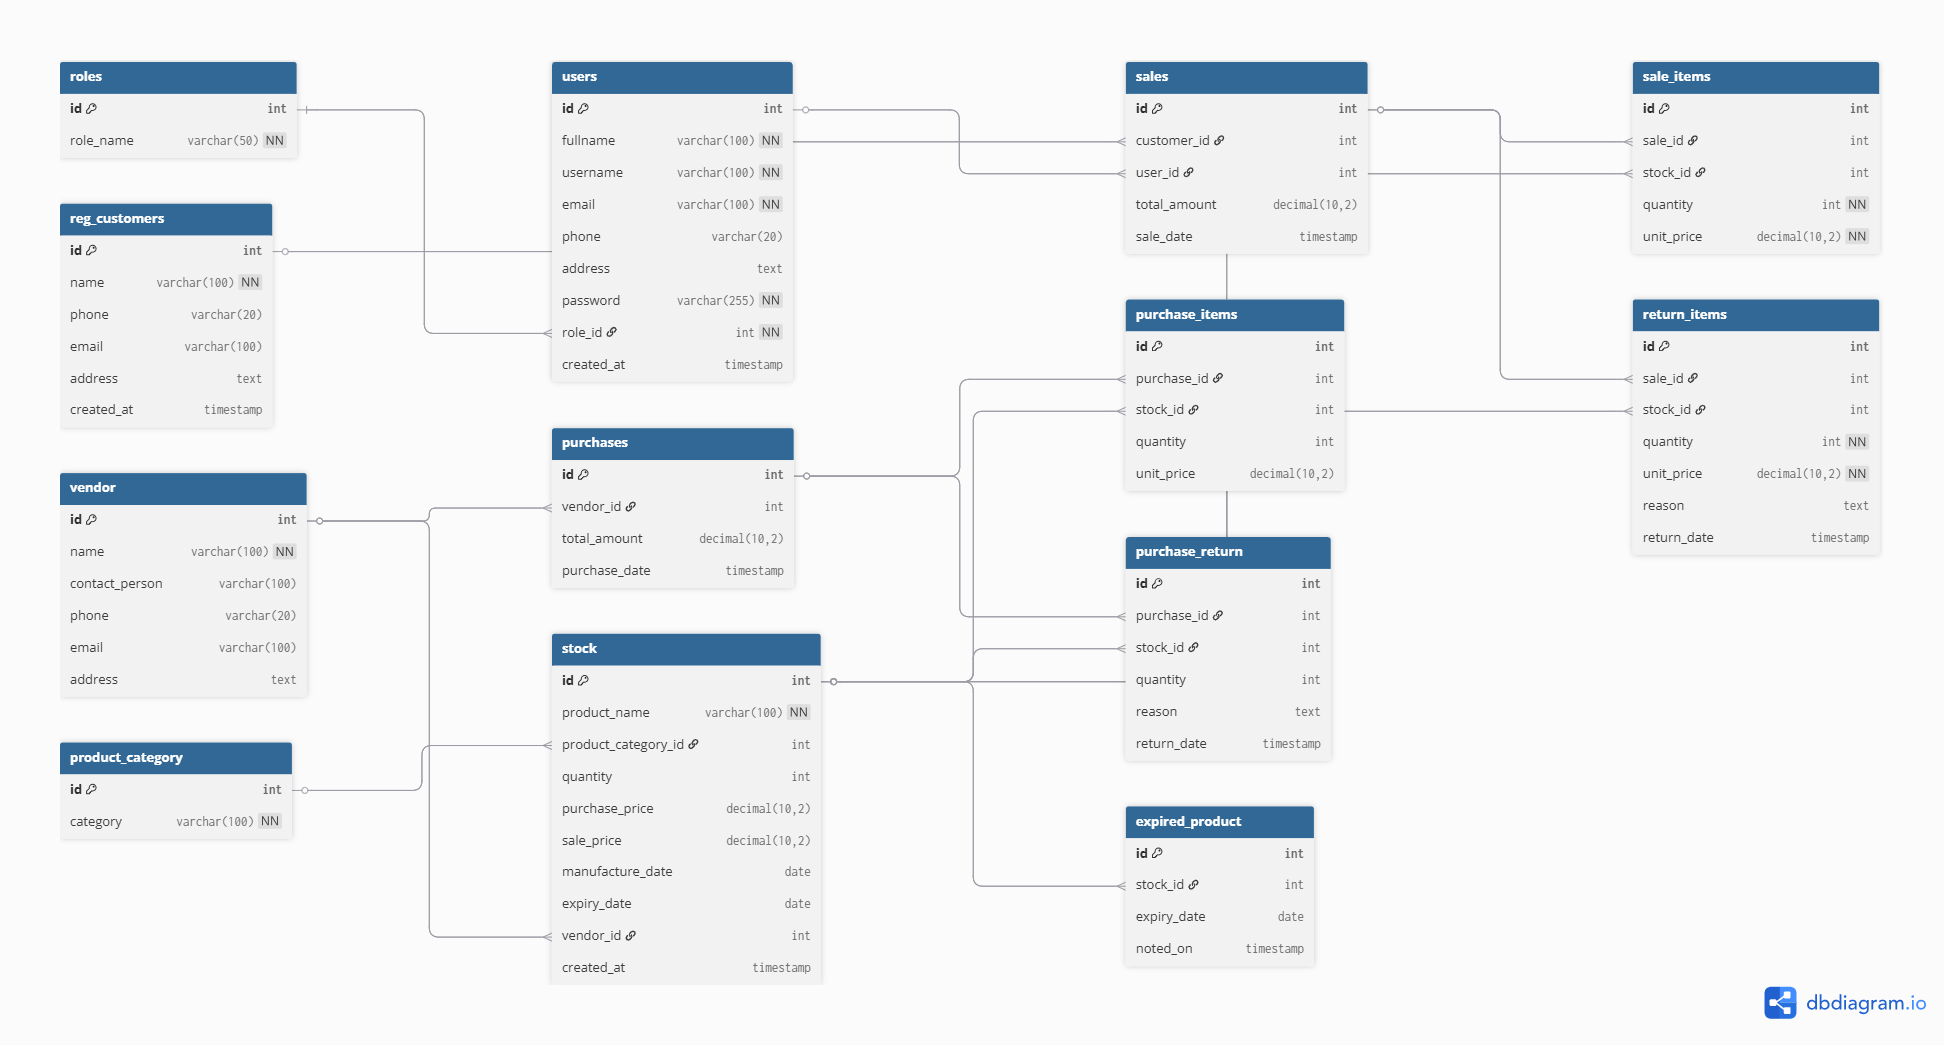 roles
id int
role_name varchar(50) NN
reg_customers
id int
name varchar(100) NN
phone varchar(20)
email varchar(100)
address text
created_at timestamp
vendor
id int
name varchar(100) NN
contact_person varchar(100)
phone varchar(20)
email varchar(100)
address text
product_category
id int
category varchar(100) NN
users
id int
fullname varchar(100) NN
username varchar(100) NN
email varchar(100) NN
phone varchar(20)
address text
password varchar(255) NN
role_id int NN
created_at timestamp
purchases
id int
vendor_id int
total_amount decimal(10,2)
purchase_date timestamp
stock
id int
product_name varchar(100) NN
product_category_id int
quantity int
purchase_price decimal(10,2)
sale_price decimal(10,2)
manufacture_date date
expiry_date date
vendor_id int
created_at timestamp
sales
id int
customer_id int
user_id int
total_amount decimal(10,2)
sale_date timestamp
purchase_items
id int
purchase_id int
stock_id int
quantity int
unit_price decimal(10,2)
purchase_return
id int
purchase_id int
stock_id int
quantity int
reason text
return_date timestamp
expired_product
id int
stock_id int
expiry_date date
noted_on timestamp
sale_items
id int
sale_id int
stock_id int
quantity int NN
unit_price decimal(10,2) NN
return_items
id int
sale_id int
stock_id int
quantity int NN
unit_price decimal(10,2) NN
reason text
return_date timestamp
dbdiagram.io